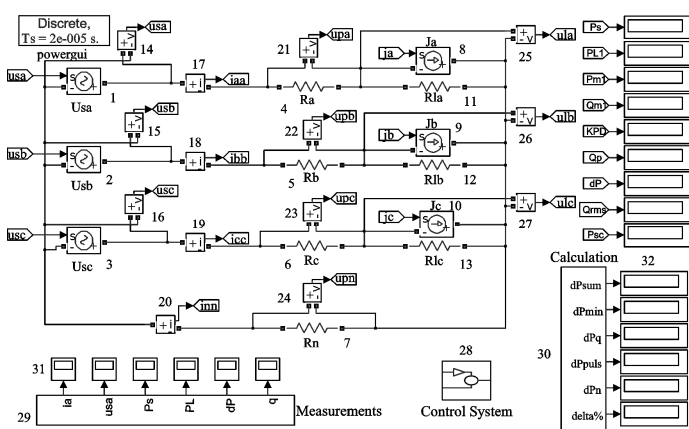 Discrete,
Ts = 2e-005 s.
powergui
usa
14
usa
Usa
1
17
iaa
21
upa
4
Ra
ja
Ja
8
Rla
11
25
ula
usb
15
usb
Usb
2
18
ibb
22
upb
5
Rb
jb
Jb
9
Rlb
12
26
ulb
usc
16
usc
Usc
3
19
icc
23
upc
6
Rc
jc
Jc
10
Rlc
13
27
ulc
20
inn
24
upn
Rn
7
Ps
PL1
Pm1
Qm1
KPD
Qp
dP
Qrms
Psc
Calculation
32
30
dPsum
dPmin
dPq
dPpuls
dPn
delta%
31
29
ia
usa
Ps
PL
dP
q
Measurements
28
Control System